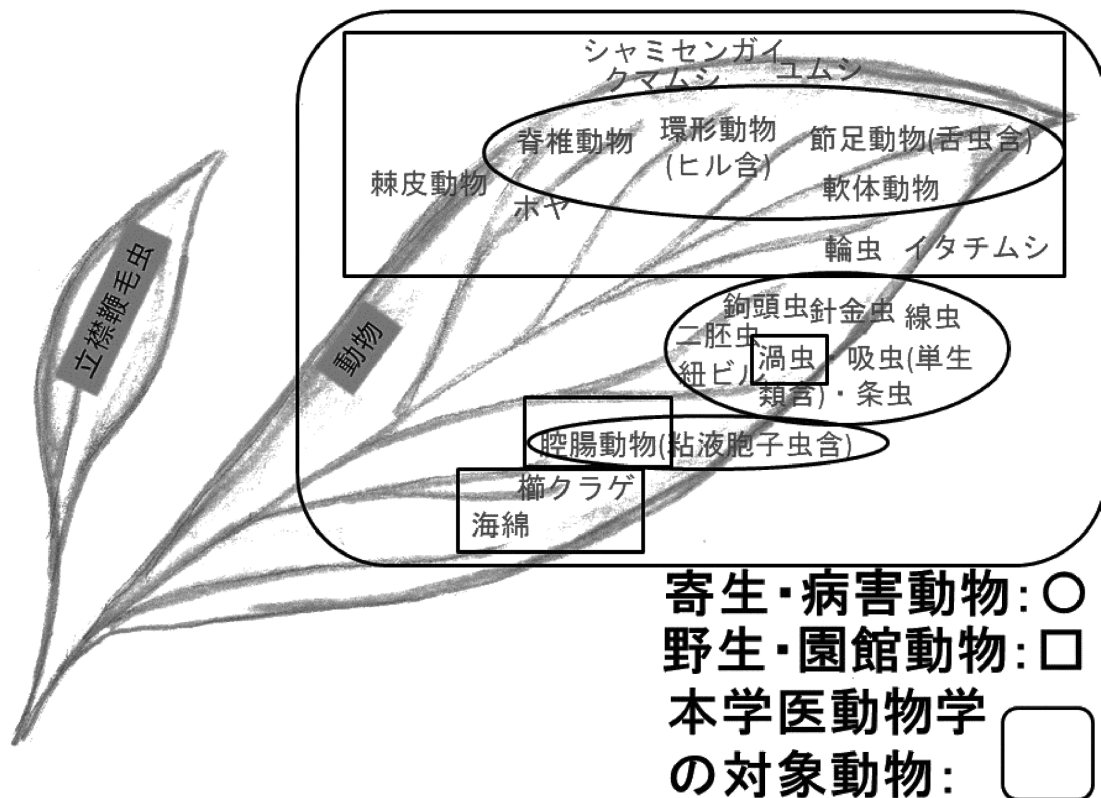 シャミセンガイ
クマムシ ユムシ
脊椎動物 環形動物 節足動物(舌虫含)
(ヒル含)
棘皮動物 ホヤ 軟体動物
輪虫 イタチムシ
立襟鞭毛虫
動物
鉤頭虫 針金虫 線虫
二胚虫
紐ビル 渦虫 吸虫(単生
類含)・条虫
腔腸動物(粘液胞子虫含)
櫛クラゲ
海綿
寄生・病害動物:○
野生・園館動物:□
本学医動物学
の対象動物: